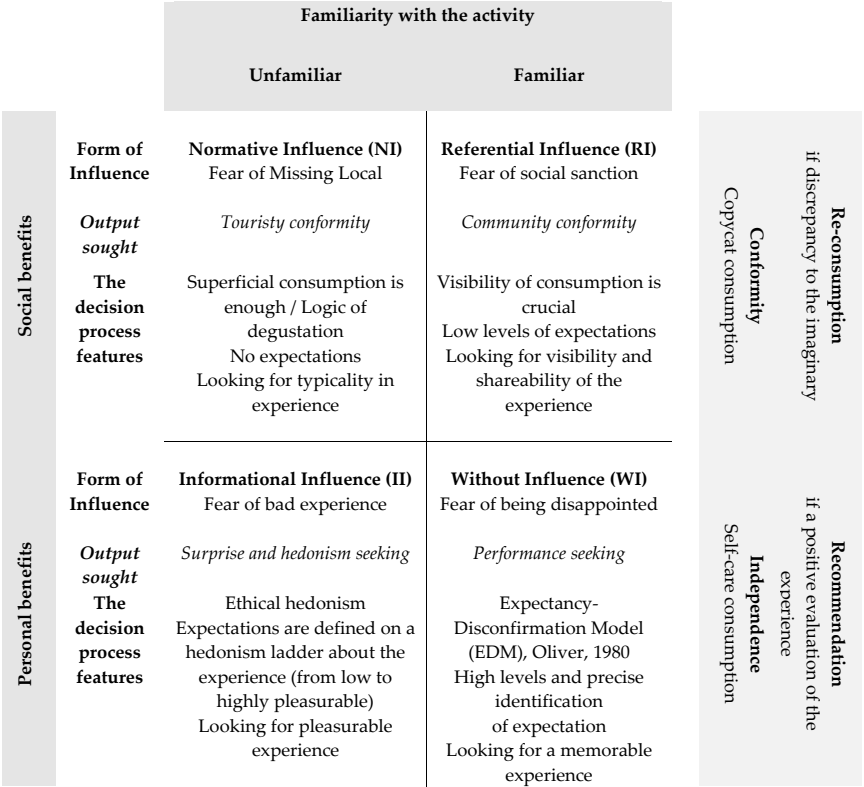 Familiarity with the activity
Unfamiliar
Familiar
Social benefits
Form of
Influence
Normative Influence (NI)
Fear of Missing Local
Referential Influence (RI)
Fear of social sanction
Output
sought
Touristy conformity
Community conformity
The
decision
process
features
Superficial consumption is
enough / Logic of
degustation
No expectations
Looking for typicality in
experience
Visibility of consumption is
crucial
Low levels of expectations
Looking for visibility and
shareability of the
experience
Re-consumption
if discrepancy to the imaginary
Conformity
Copycat consumption
Personal benefits
Form of
Influence
Informational Influence (II)
Fear of bad experience
Without Influence (WI)
Fear of being disappointed
Output
sought
Surprise and hedonism seeking
Performance seeking
The
decision
process
features
Ethical hedonism
Expectations are defined on a
hedonism ladder about the
experience (from low to
highly pleasurable)
Looking for pleasurable
experience
Expectancy-
Disconfirmation Model
(EDM), Oliver, 1980
High levels and precise
identification
of expectation
Looking for a memorable
experience
Recommendation
if a positive evaluation of the
experience
Independence
Self-care consumption